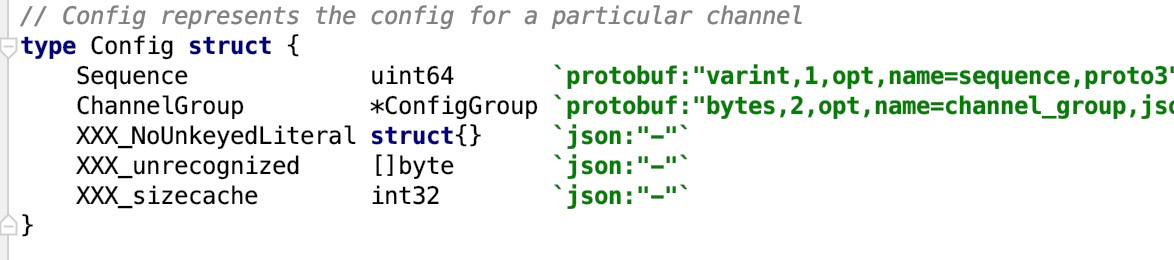 // Config represents the config for a particular channel
type Config struct {
    Sequence             uint64       `protobuf:"varint,1,opt,name=sequence,proto3"
    ChannelGroup         *ConfigGroup `protobuf:"bytes,2,opt,name=channel_group,jso
    XXX_NoUnkeyedLiteral struct{}     `json:"-"`
    XXX_unrecognized     []byte       `json:"-"`
    XXX_sizecache        int32        `json:"-"`
}